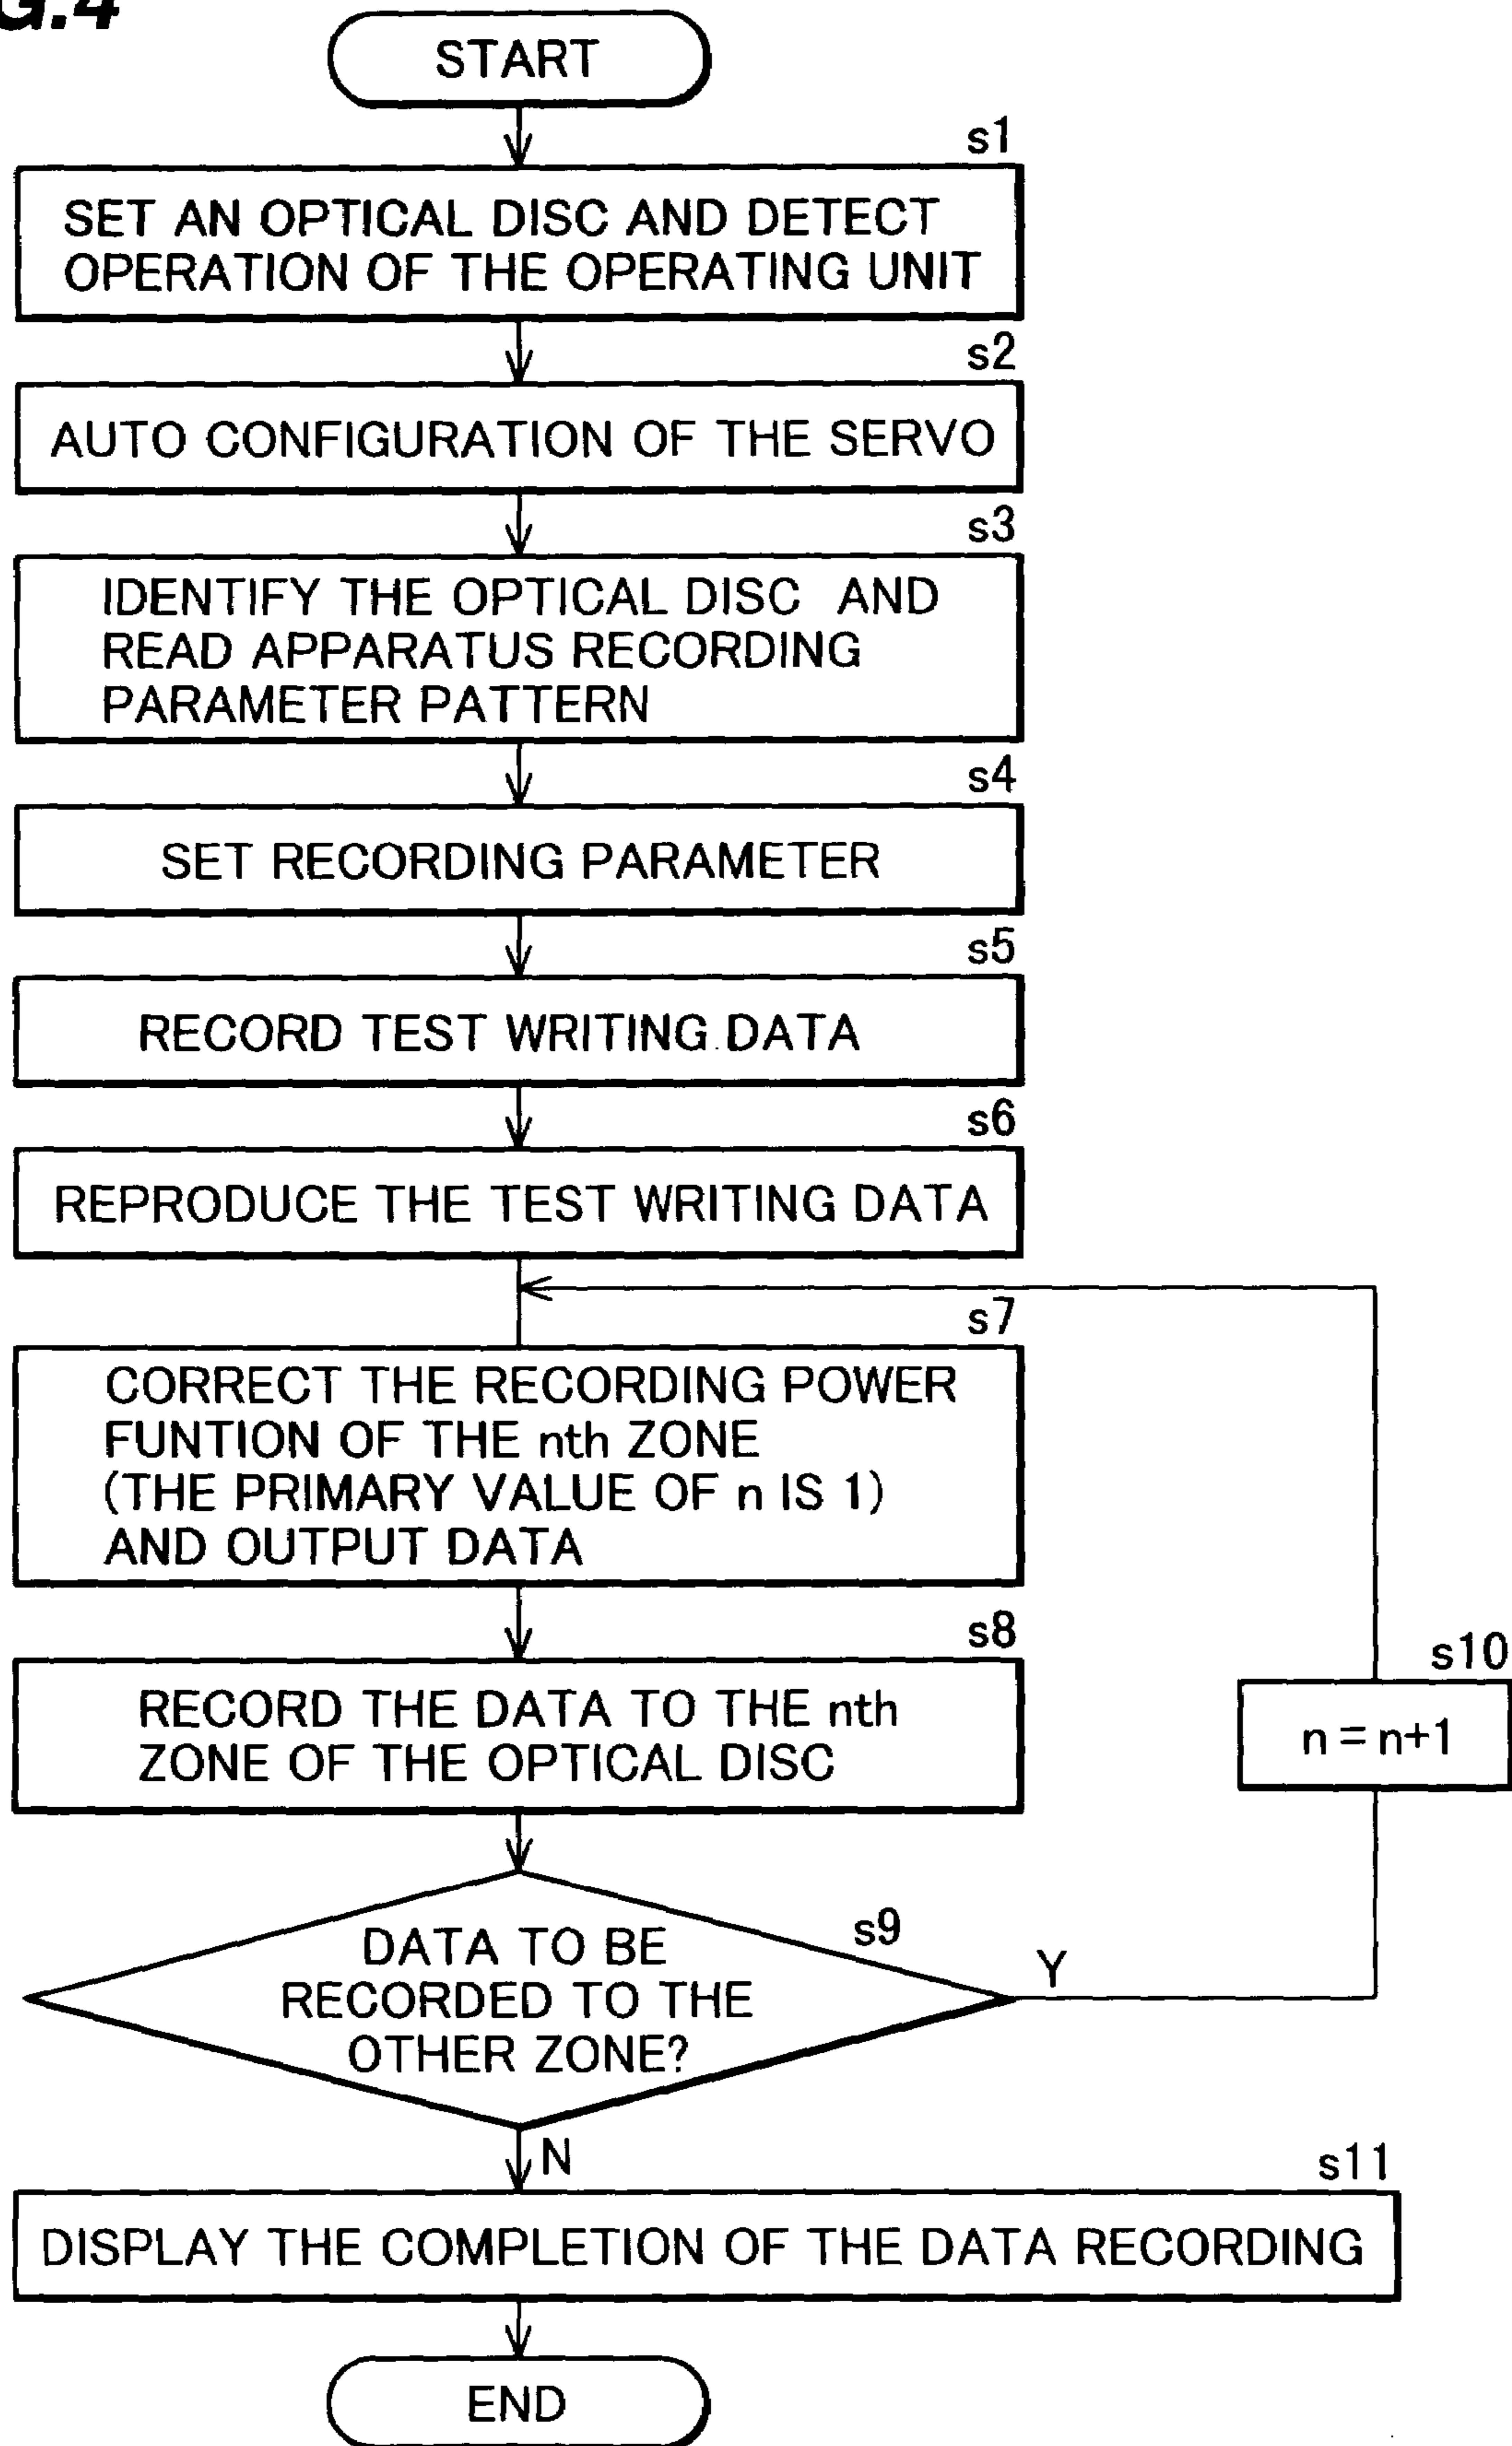 G.4
START
s1
SET AN OPTICAL DISC AND DETECT
OPERATION OF THE OPERATING UNIT
s2
AUTO CONFIGURATION OF THE SERVO
s3
IDENTIFY THE OPTICAL DISC AND
READ APPARATUS RECORDING
PARAMETER PATTERN
s4
SET RECORDING PARAMETER
s5
RECORD TEST WRITING DATA
s6
REPRODUCE THE TEST WRITING DATA
s7
CORRECT THE RECORDING POWER
FUNTION OF THE nth ZONE
(THE PRIMARY VALUE OF n IS 1)
AND OUTPUT DATA
s8
RECORD THE DATA TO THE nth
ZONE OF THE OPTICAL DISC
s10
n = n+1
s9
DATA TO BE
RECORDED TO THE
OTHER ZONE?
Y
N
s11
DISPLAY THE COMPLETION OF THE DATA RECORDING
END